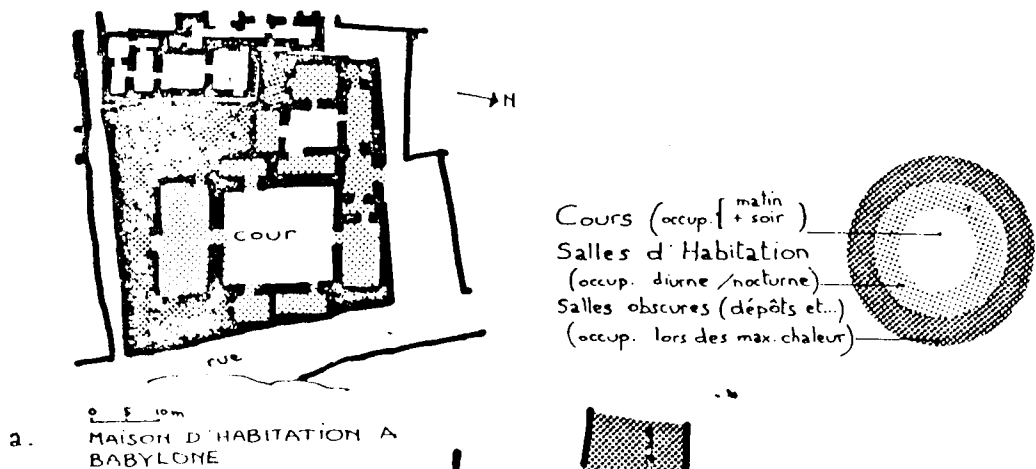 N
cour
rue
Cours (occup. { matin + soir )
Salles d'Habitation
(occup. diurne / nocturne)
Salles obscures (dépôts et...)
(occup. lors des max. chaleur)
0 5 10m
a. MAISON D'HABITATION A
BABYLONE